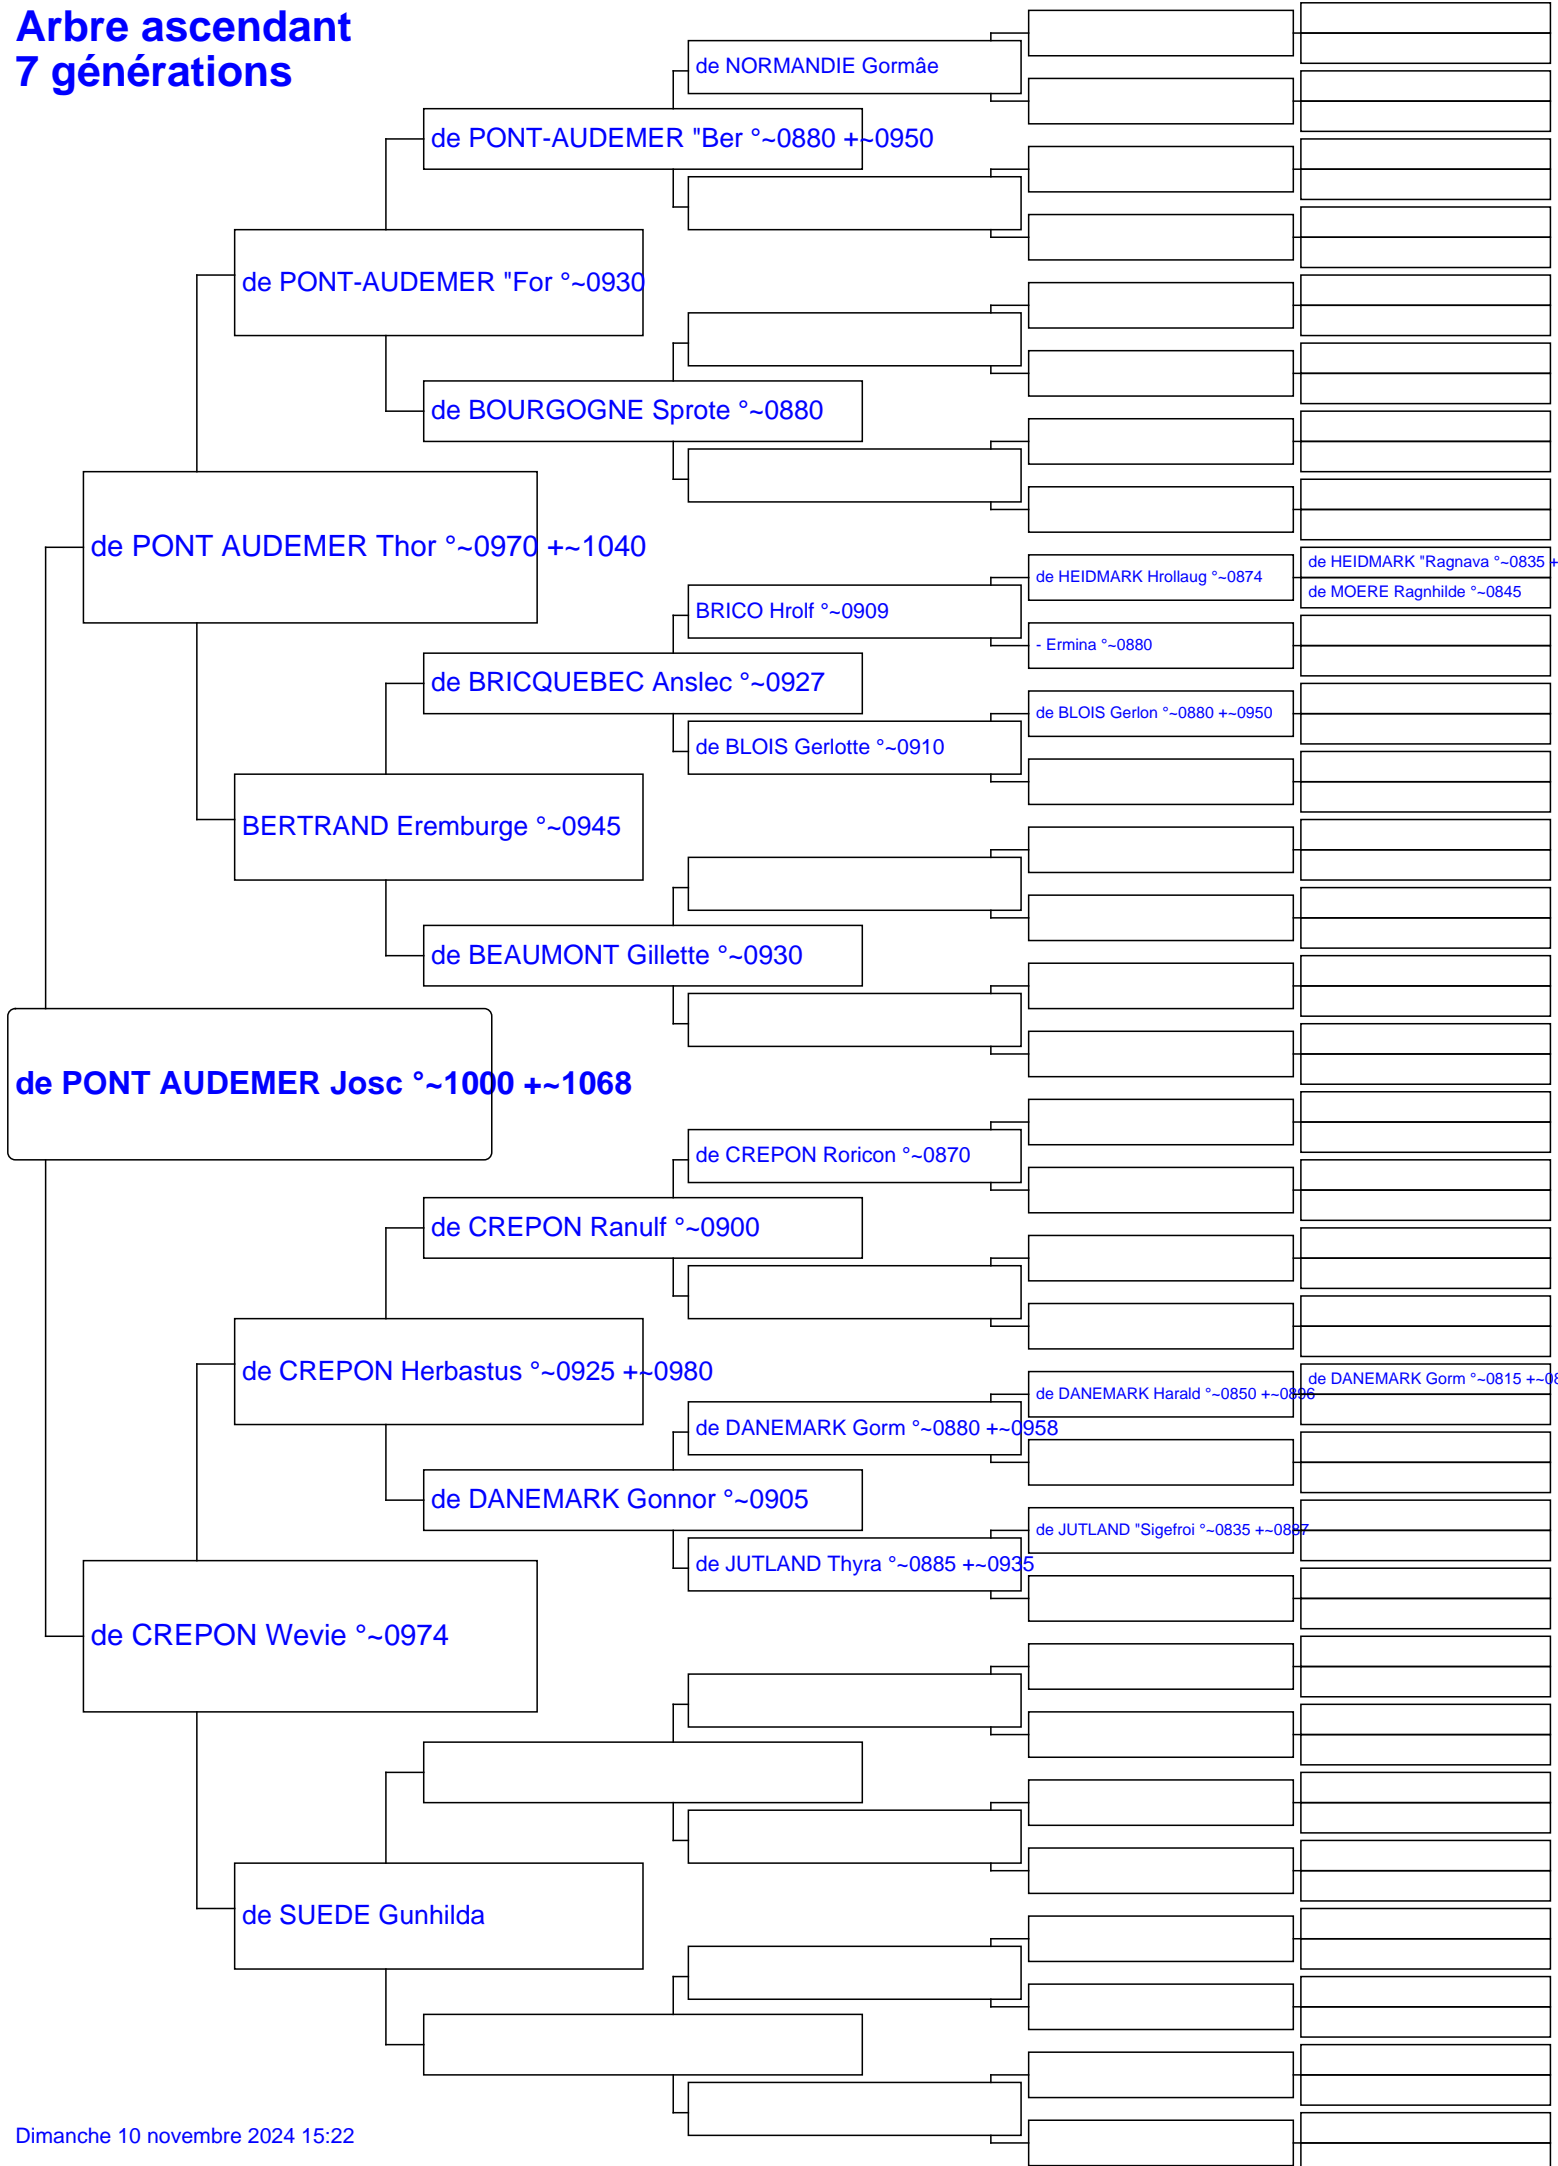 Arbre ascendant
7 générations
de NORMANDIE Gormâe
de PONT-AUDEMER "Ber °~0880 +~0950
de PONT-AUDEMER "For °~0930
de BOURGOGNE Sprote °~0880
de PONT AUDEMER Thor °~0970 +~1040
de HEIDMARK "Ragnava °~0835 +
de HEIDMARK Hrollaug °~0874
de MOERE Ragnhilde °~0845
BRICO Hrolf °~0909
- Ermina °~0880
de BRICQUEBEC Anslec °~0927
de BLOIS Gerlon °~0880 +~0950
de BLOIS Gerlotte °~0910
BERTRAND Eremburge °~0945
de BEAUMONT Gillette °~0930
de PONT AUDEMER Josc °~1000 +~1068
de CREPON Roricon °~0870
de CREPON Ranulf °~0900
de CREPON Herbastus °~0925 +~0980
de DANEMARK Gorm °~0815 +~08
de DANEMARK Harald °~0850 +~0896
de DANEMARK Gorm °~0880 +~0958
de DANEMARK Gonnor °~0905
de JUTLAND "Sigefroi °~0835 +~0887
de JUTLAND Thyra °~0885 +~0935
de CREPON Wevie °~0974
de SUEDE Gunhilda
Dimanche 10 novembre 2024 15:22